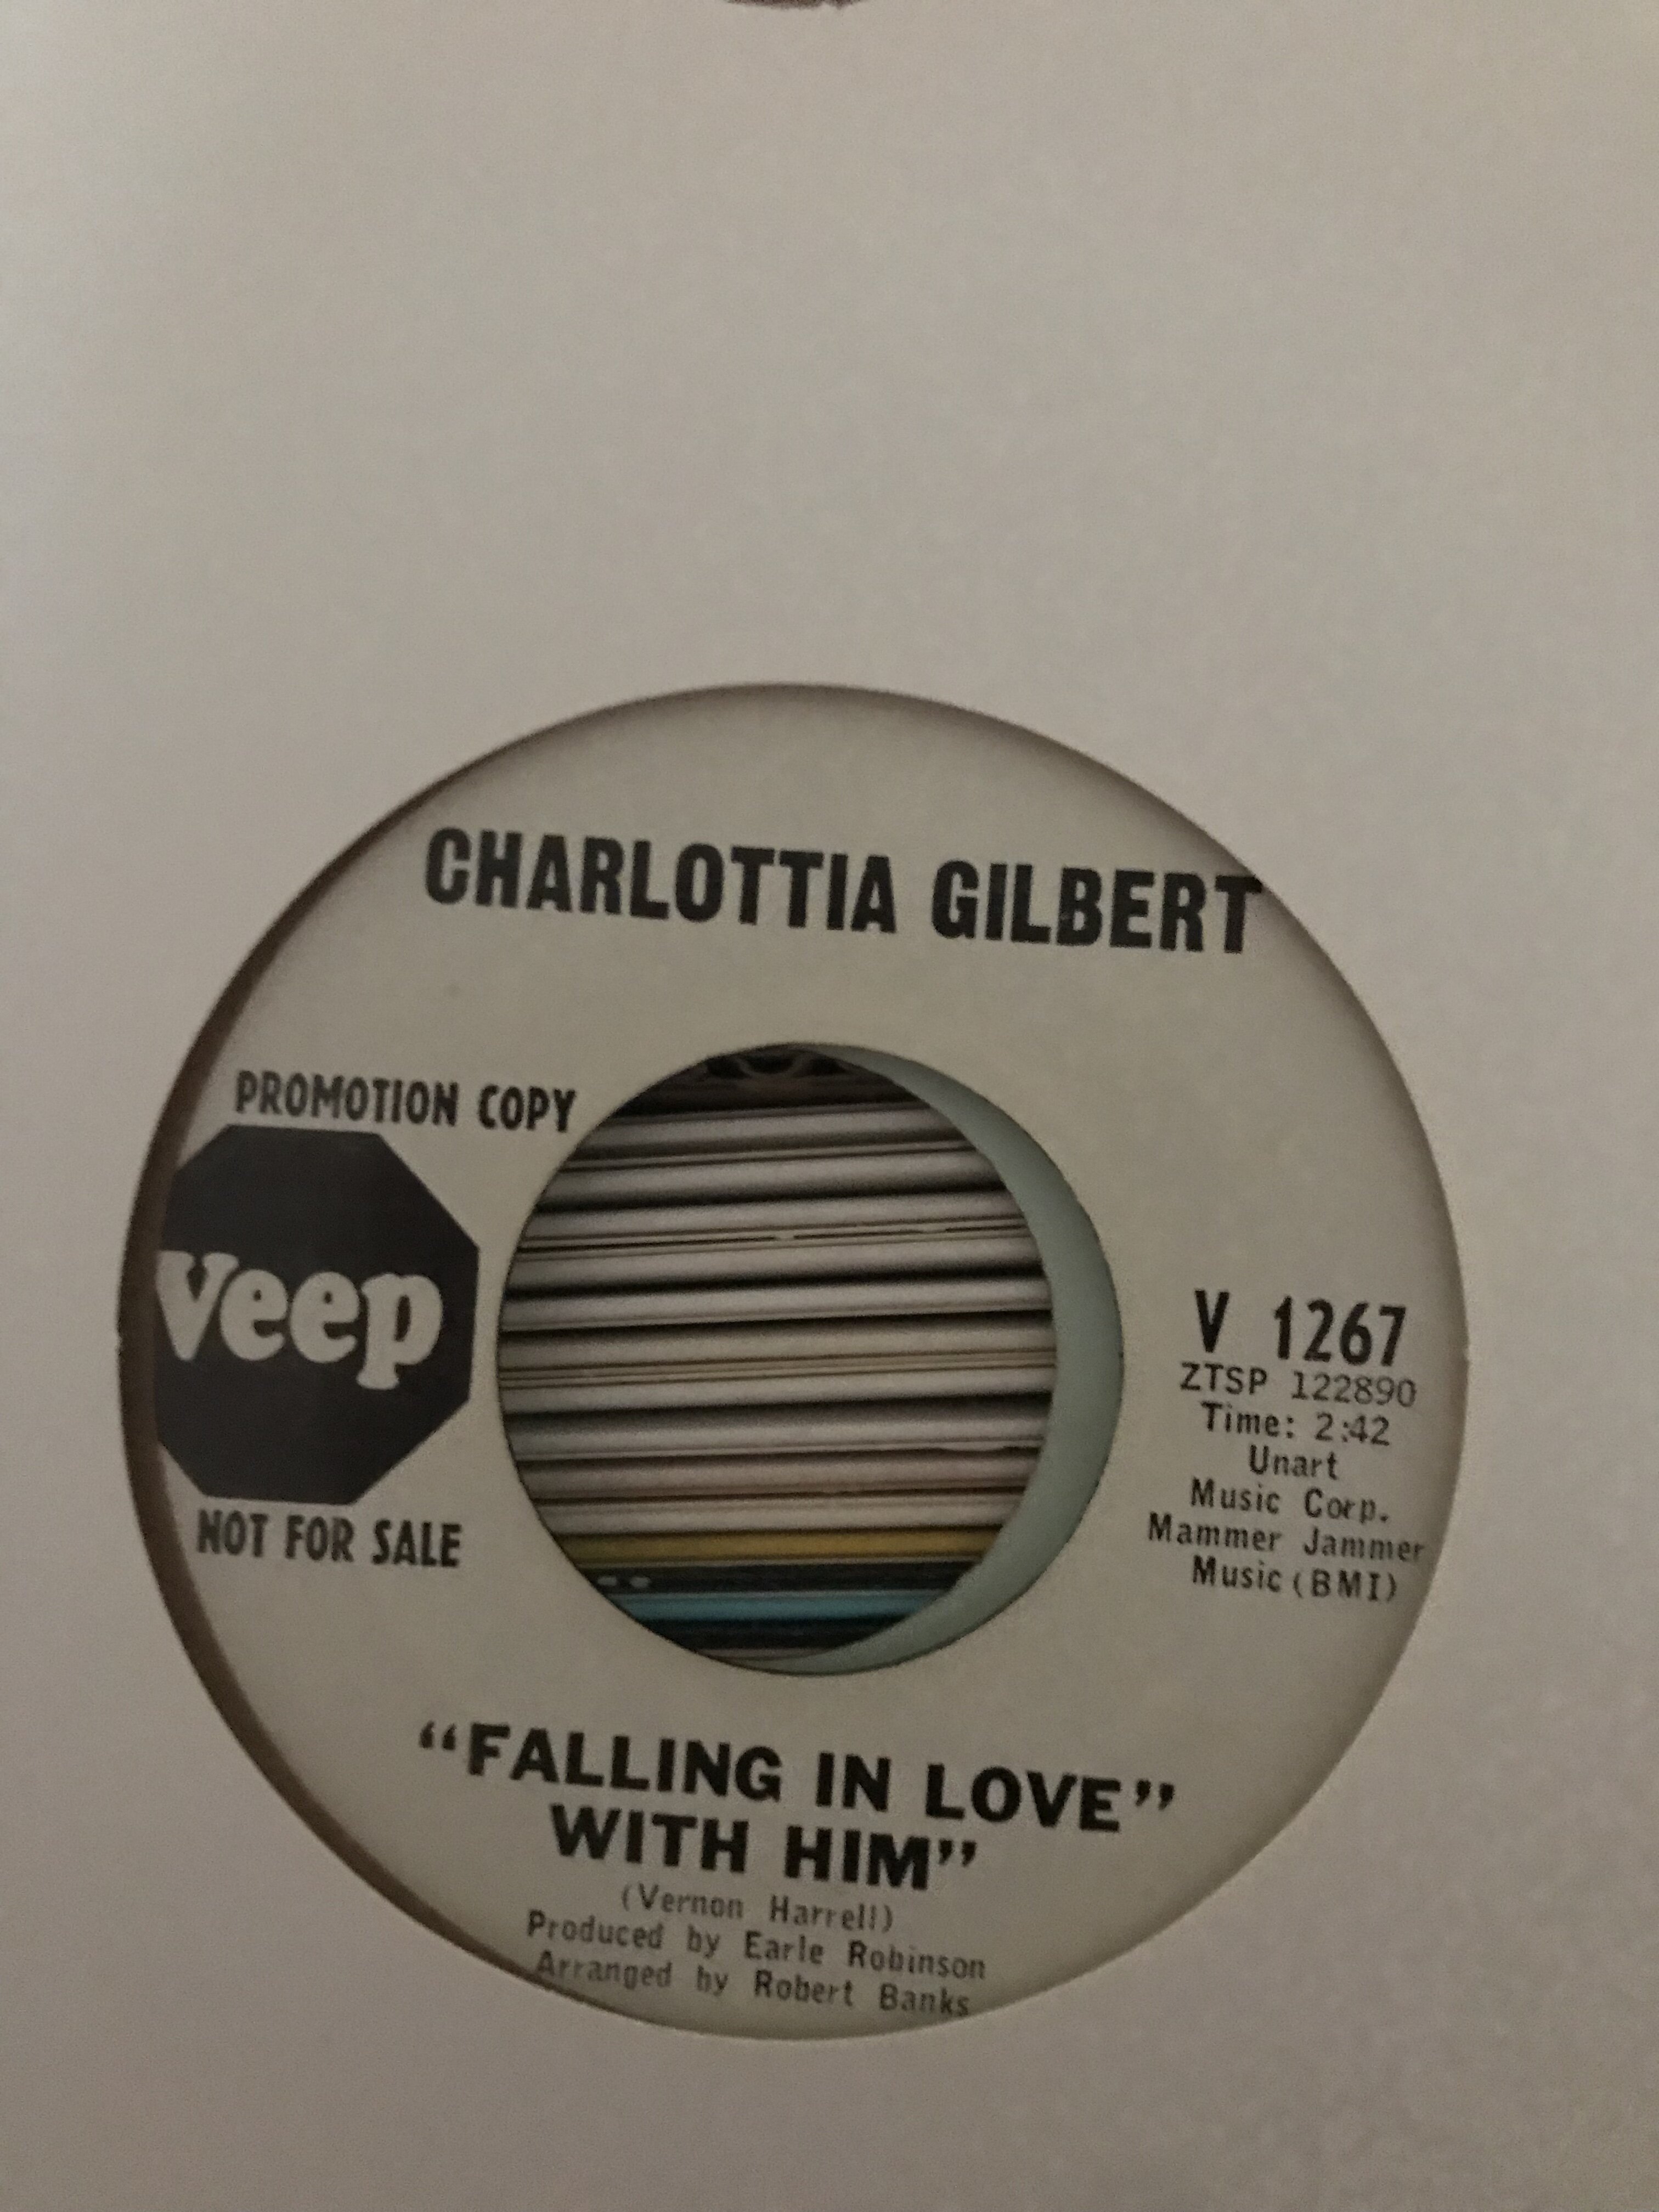 CHARLOTTIA GILBERT
PROMOTION COPY
Veep
NOT FOR SALE
V 1267
ZTSP 122890
Time: 2:42
Unart
Music Corp.
Mammer Jammer
Music (BMI)
“FALLING IN LOVE”
WITH HIM”
(Vernon Harrell)
Produced by Earle Robinson
Arranged by Robert Banks